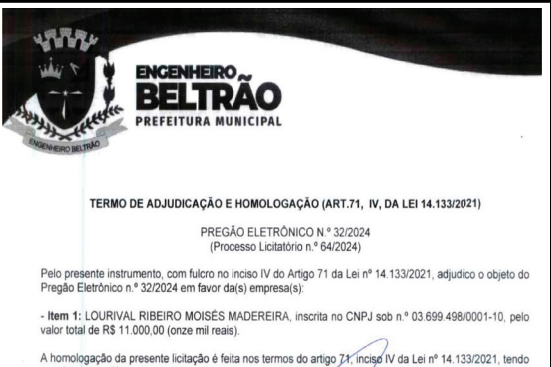 ENGENHEIRO
BELTRÃO
PREFEITURA MUNICIPAL
ENGENHEIRO BELTRÃO
TERMO DE ADJUDICAÇÃO E HOMOLOGAÇÃO (ART.71, IV, DA LEI 14.133/2021)
PREGÃO ELETRÔNICO N.º 32/2024
(Processo Licitatório n.º 64/2024)
Pelo presente instrumento, com fulcro no inciso IV do Artigo 71 da Lei nº 14.133/2021, adjudico o objeto do
Pregão Eletrônico n.º 32/2024 em favor da(s) empresa(s):
- Item 1: LOURIVAL RIBEIRO MOISÉS MADEREIRA, inscrita no CNPJ sob n.º 03.699.498/0001-10, pelo
valor total de R$ 11.000,00 (onze mil reais).
A homologação da presente licitação é feita nos termos do artigo 71, inciso IV da Lei nº 14.133/2021, tendo